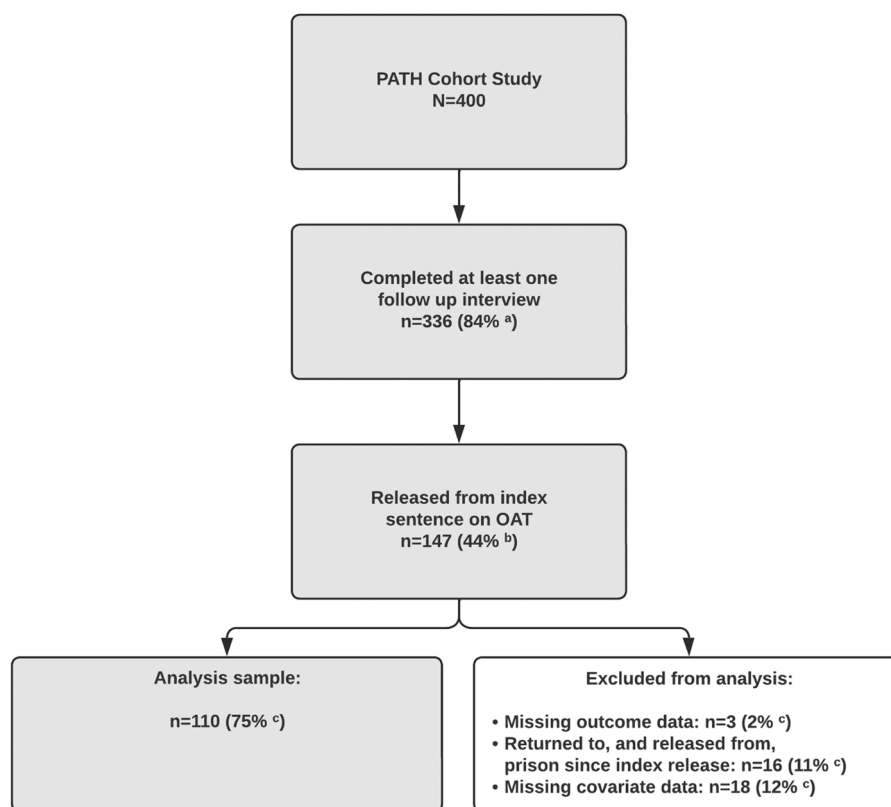 PATH Cohort Study
N=400
Completed at least one
follow up interview
n=336 (84% ᵃ)
Released from index
sentence on OAT
n=147 (44% ᵇ)
Analysis sample:
n=110 (75% ᶜ)
Excluded from analysis:
• Missing outcome data: n=3 (2% ᶜ)
• Returned to, and released from,
prison since index release: n=16 (11% ᶜ)
• Missing covariate data: n=18 (12% ᶜ)